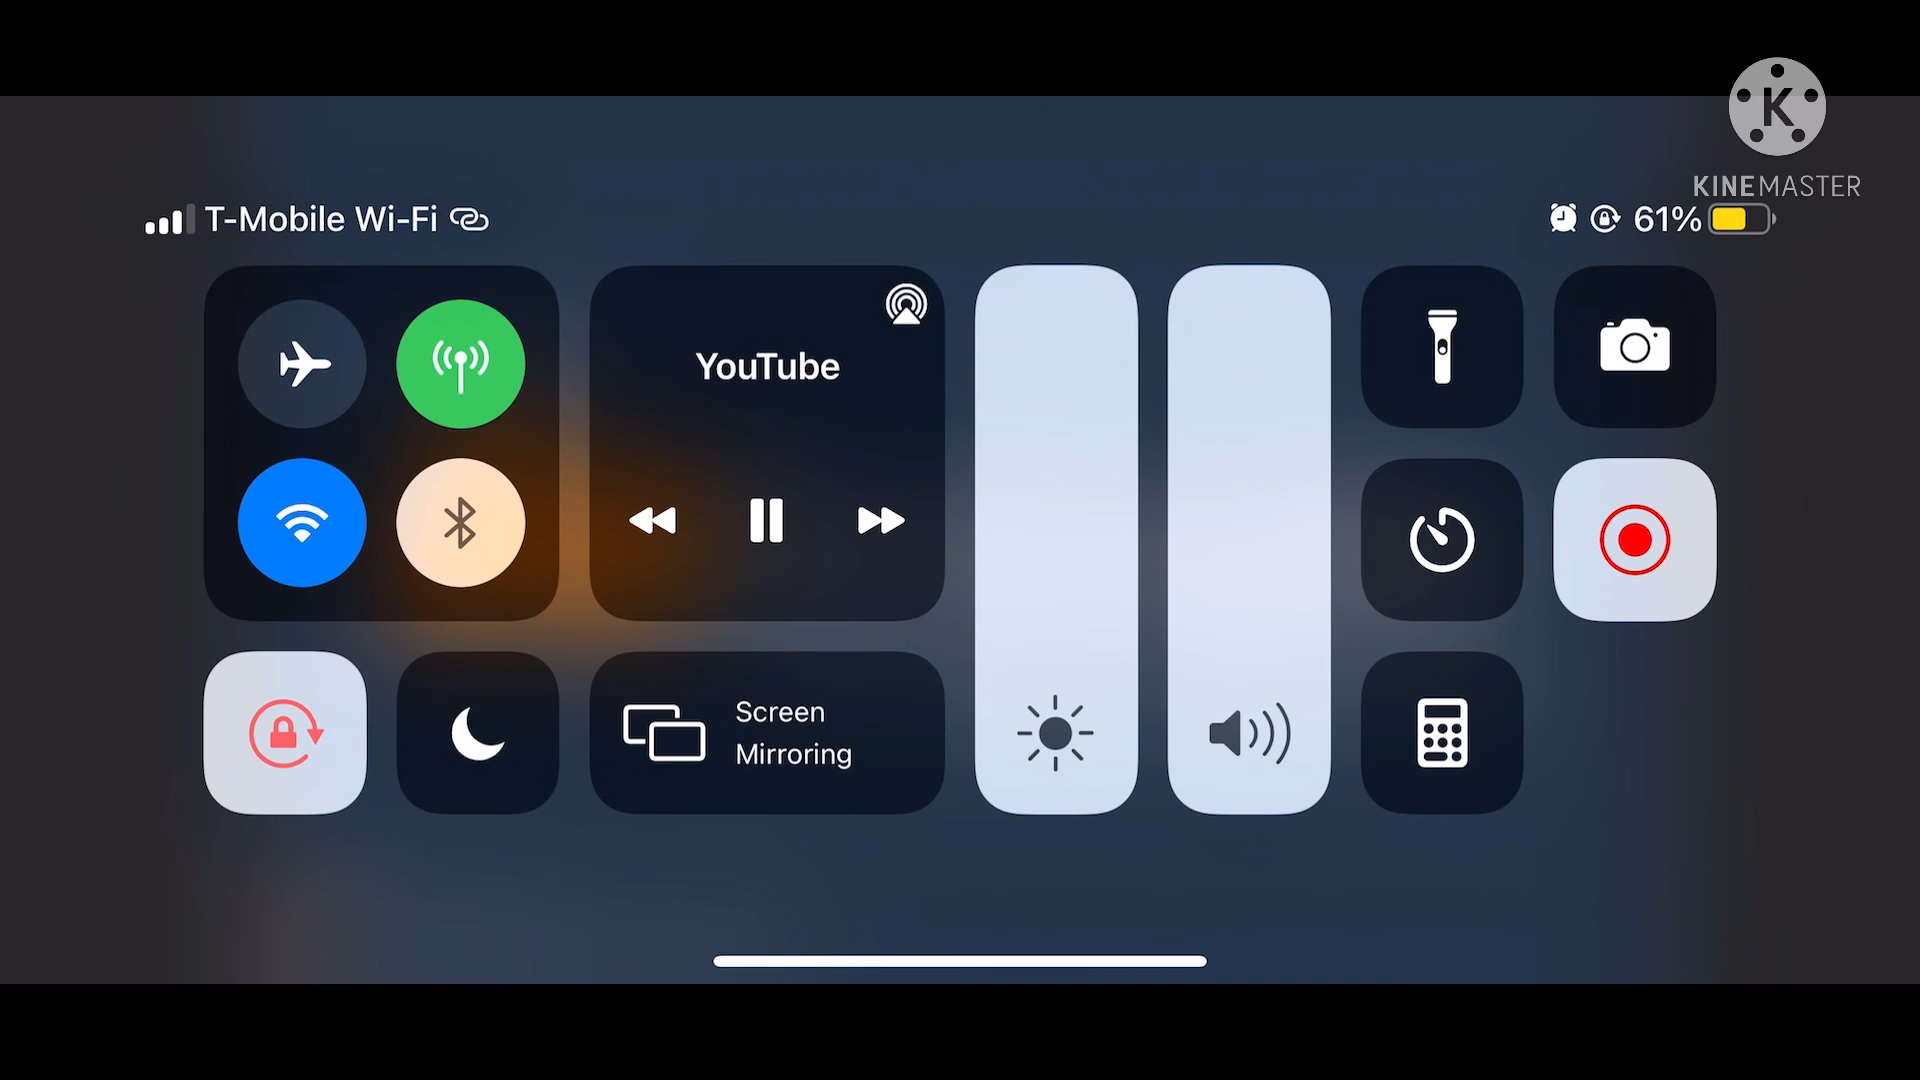 K
KINEMASTER
T-Mobile Wi-Fi
61%
YouTube
Screen
Mirroring